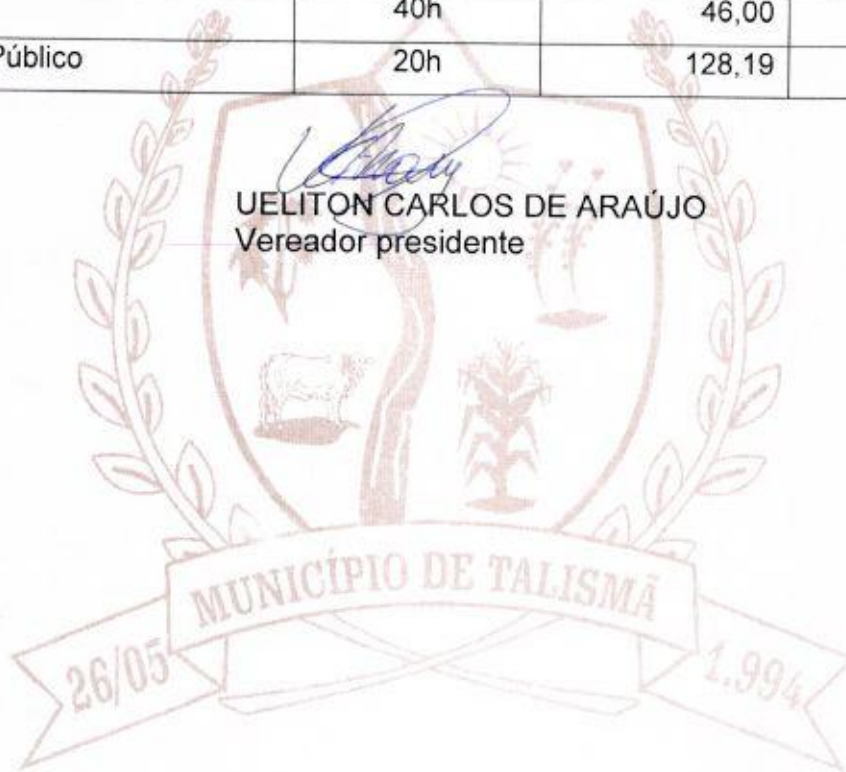 40h 46,00
Público 20h 128,19
UELITON CARLOS DE ARAÚJO
Vereador presidente
MUNICÍPIO DE TALISMÃ
26/05 1.994